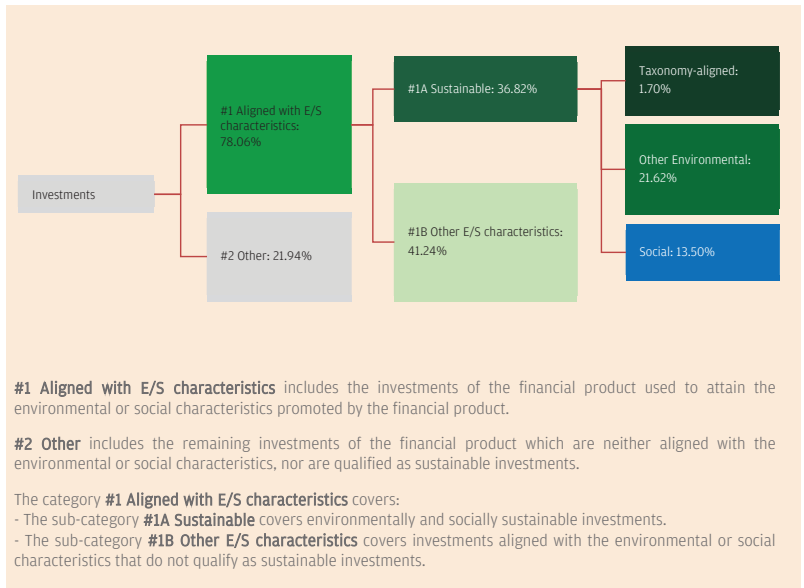 Investments
#1 Aligned with E/S
characteristics:
78.06%
#2 Other: 21.94%
#1A Sustainable: 36.82%
#1B Other E/S characteristics:
41.24%
Taxonomy-aligned:
1.70%
Other Environmental:
21.62%
Social: 13.50%
#1 Aligned with E/S characteristics includes the investments of the financial product used to attain the
environmental or social characteristics promoted by the financial product.
#2 Other includes the remaining investments of the financial product which are neither aligned with the
environmental or social characteristics, nor are qualified as sustainable investments.
The category #1 Aligned with E/S characteristics covers:
- The sub-category #1A Sustainable covers environmentally and socially sustainable investments.
- The sub-category #1B Other E/S characteristics covers investments aligned with the environmental or social
characteristics that do not qualify as sustainable investments.